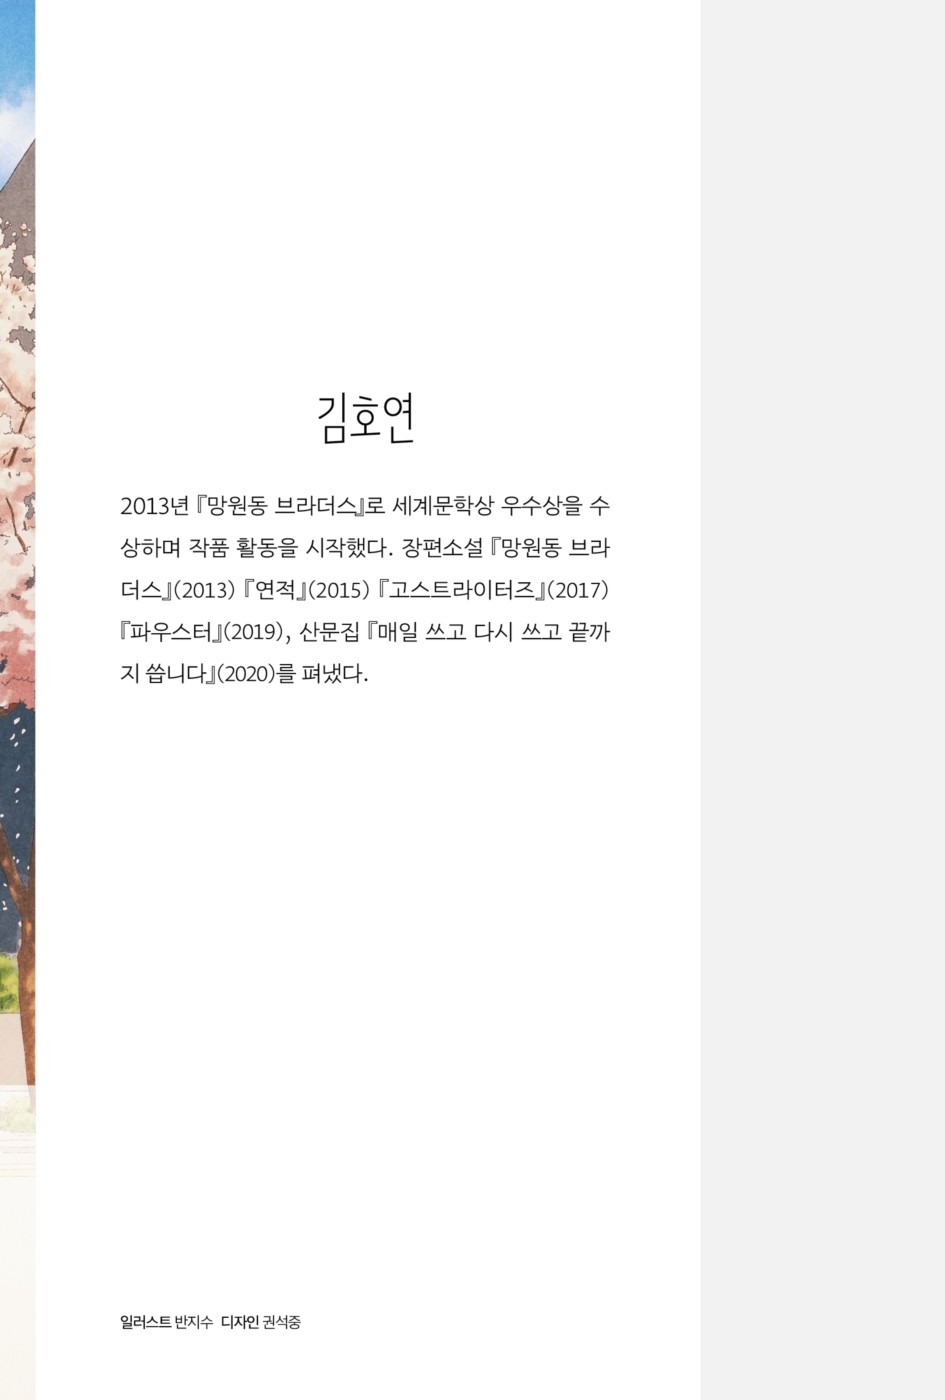 김호연
2013년 『망원동 브라더스』로 세계문학상 우수상을 수
상하며 작품 활동을 시작했다. 장편소설 『망원동 브라
더스』(2013) 『연적』(2015) 『고스트라이터즈』(2017)
『파우스터』(2019), 산문집 『매일 쓰고 다시 쓰고 끝까
지 씁니다』(2020)를 펴냈다.
일러스트 반지수 디자인 권석중